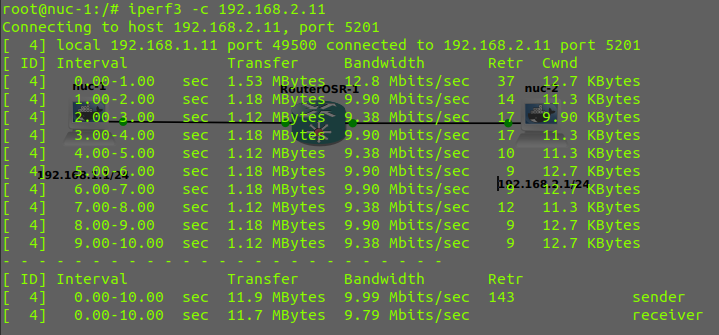 root@nuc-1:/# iperf3 -c 192.168.2.11
Connecting to host 192.168.2.11, port 5201
[  4] local 192.168.1.11 port 49500 connected to 192.168.2.11 port 5201
[ ID] Interval           Transfer     Bandwidth       Retr  Cwnd
[  4]   0.00-1.00   sec  1.53 MBytes  12.8 Mbits/sec   37   12.7 KBytes
nuc-1 RouterOSR-1 nuc-2
[  4]   1.00-2.00   sec  1.18 MBytes  9.90 Mbits/sec   14   11.3 KBytes
[  4]   2.00-3.00   sec  1.12 MBytes  9.38 Mbits/sec   17   9.90 KBytes
[  4]   3.00-4.00   sec  1.18 MBytes  9.90 Mbits/sec   17   11.3 KBytes
[  4]   4.00-5.00   sec  1.12 MBytes  9.38 Mbits/sec   10   11.3 KBytes
[  4]   5.00-6.00   sec  1.18 MBytes  9.90 Mbits/sec    9   12.7 KBytes
192.168.2.1/24
[  4]   6.00-7.00   sec  1.18 MBytes  9.90 Mbits/sec    9   12.7 KBytes
[  4]   7.00-8.00   sec  1.12 MBytes  9.38 Mbits/sec   12   11.3 KBytes
[  4]   8.00-9.00   sec  1.18 MBytes  9.90 Mbits/sec    9   12.7 KBytes
[  4]   9.00-10.00  sec  1.12 MBytes  9.38 Mbits/sec    9   12.7 KBytes
- - - - - - - - - - - - - - - - - - - - - - - - -
[ ID] Interval           Transfer     Bandwidth       Retr
[  4]   0.00-10.00  sec  11.9 MBytes  9.99 Mbits/sec  143             sender
[  4]   0.00-10.00  sec  11.7 MBytes  9.79 Mbits/sec                  receiver